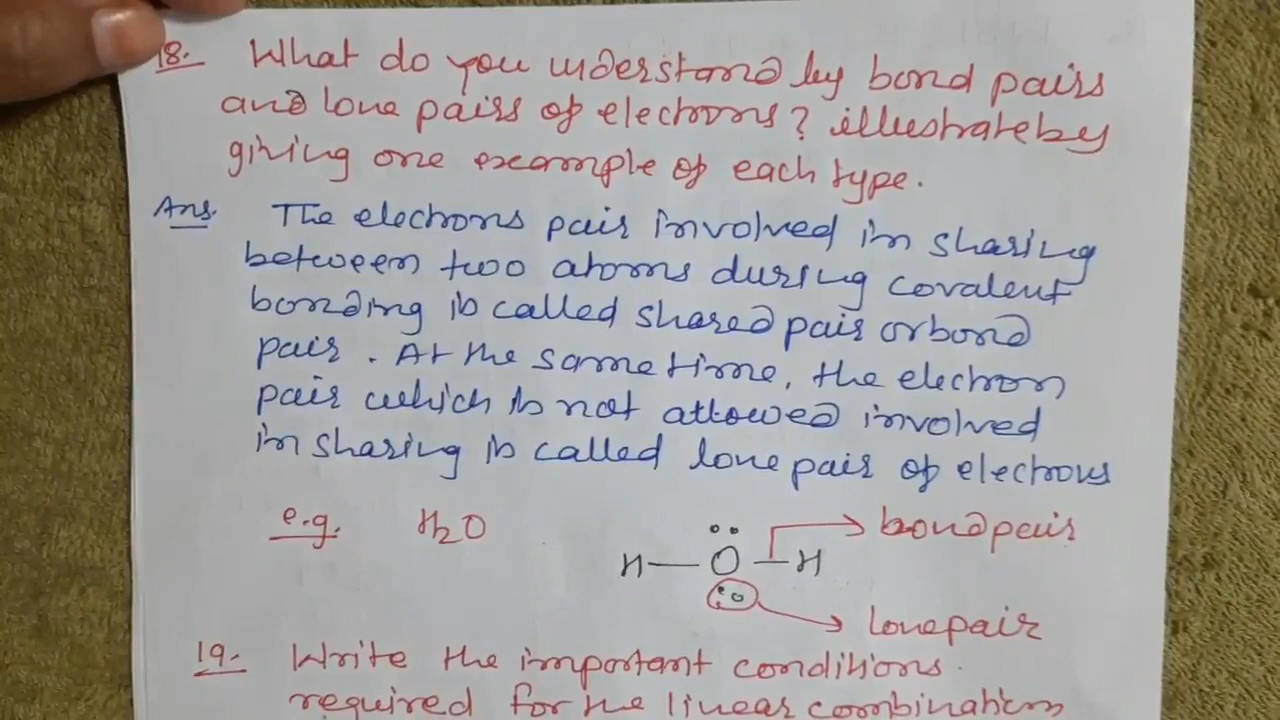 18. What do you understand by bond pairs
and lone pairs of electrons? illustrate by
giving one example of each type.
Ans. The electrons pair involved in sharing
between two atoms during covalent
bonding is called shared pair or bond
pair. At the same time, the electron
pair which is not allowed involved
in sharing is called lone pair of electrons
e.g. H2O
H—O—H
bond pair
lone pair
19. Write the important conditions
required for the linear combination